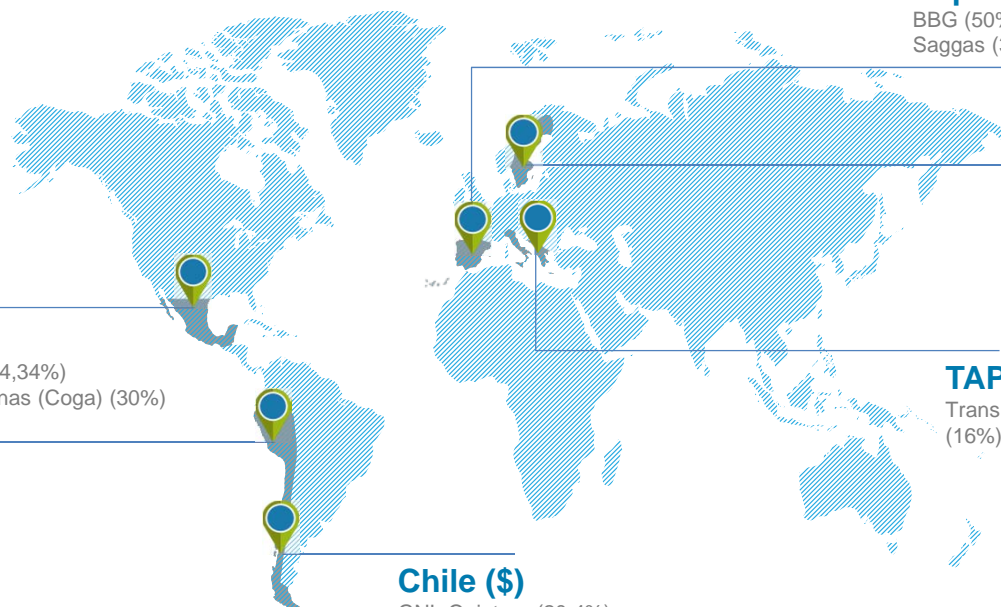 BBG (50%
Saggas (
4,34%)
nas (Coga) (30%)
TAP
Trans
(16%)
Chile ($)